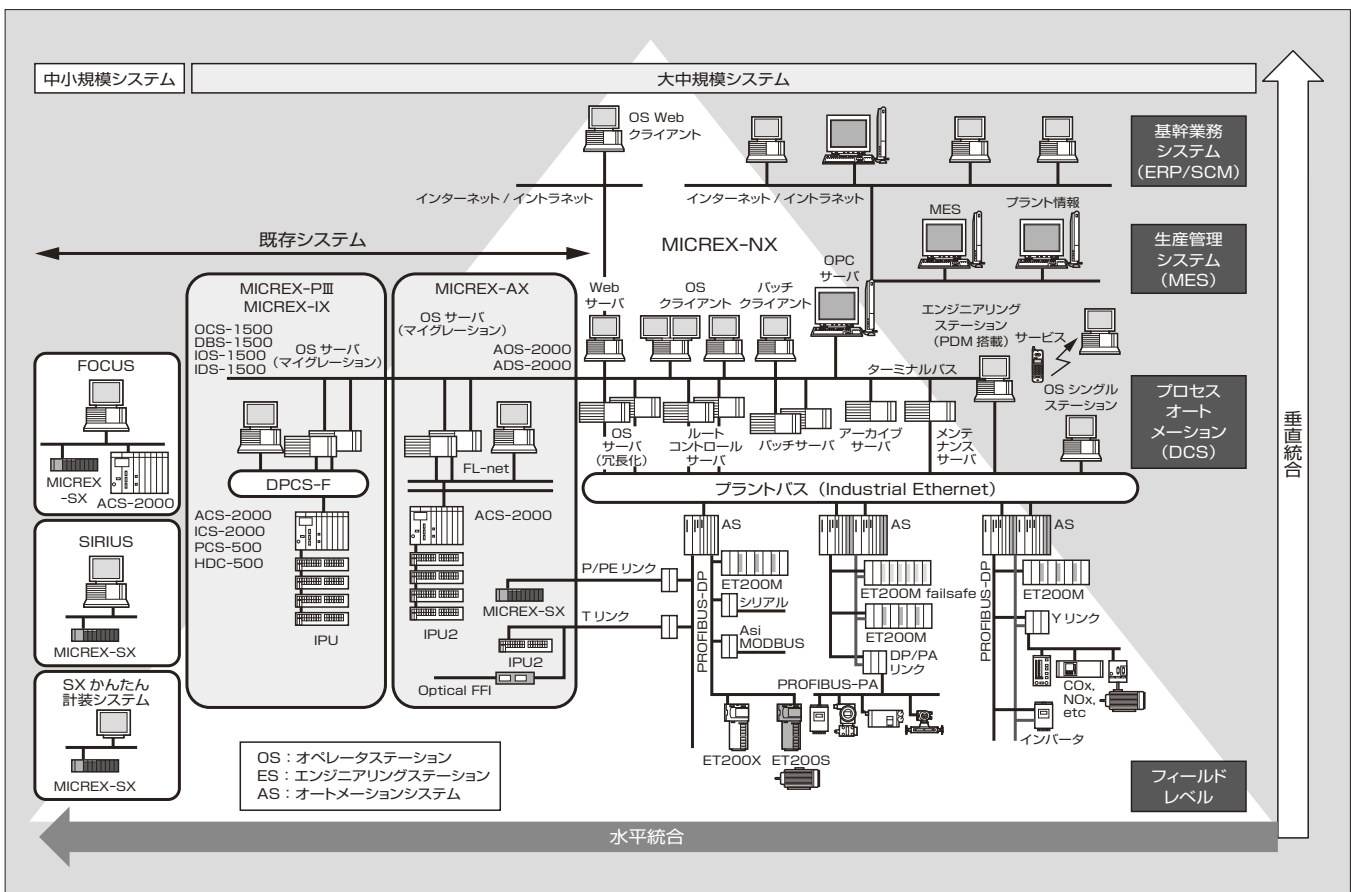 中小規模システム
大中規模システム
OS Web
クライアント
基幹業務
システム
(ERP/SCM)
インターネット / イントラネット
インターネット / イントラネット
MES
プラント情報
既存システム
MICREX-NX
生産管理
システム
(MES)
MICREX-PⅢ
MICREX-IX
OCS-1500
DBS-1500
IOS-1500
IDS-1500
OS サーバ
(マイグレーション)
MICREX-AX
OS サーバ
(マイグレーション)
AOS-2000
ADS-2000
Web
サーバ
OS
クライアント
バッチ
クライアント
OPC
サーバ
エンジニアリング
ステーション
(PDM 搭載)
サービス
ターミナルバス
OS シングル
ステーション
FOCUS
MICREX
-SX
ACS-2000
OS
サーバ
(冗長化)
ルート
コントロール
サーバ
バッチサーバ
アーカイブ
サーバ
メンテ
ナンス
サーバ
プロセス
オート
メーション
(DCS)
垂直統合
DPCS-F
FL-net
プラントバス (Industrial Ethernet)
ACS-2000
ICS-2000
PCS-500
HDC-500
IPU
ACS-2000
IPU2
SIRIUS
MICREX-SX
P/PE リンク
MICREX-SX
T リンク
IPU2
Optical FFI
AS
PROFIBUS-DP
ET200M
シリアル
Asi
MODBUS
ET200X
ET200S
AS
ET200M failsafe
ET200M
DP/PA
リンク
PROFIBUS-PA
AS
PROFIBUS-DP
ET200M
Y リンク
COx,
NOx,
etc
インバータ
SX かんたん
計装システム
MICREX-SX
OS：オペレータステーション
ES：エンジニアリングステーション
AS：オートメーションシステム
フィールド
レベル
水平統合